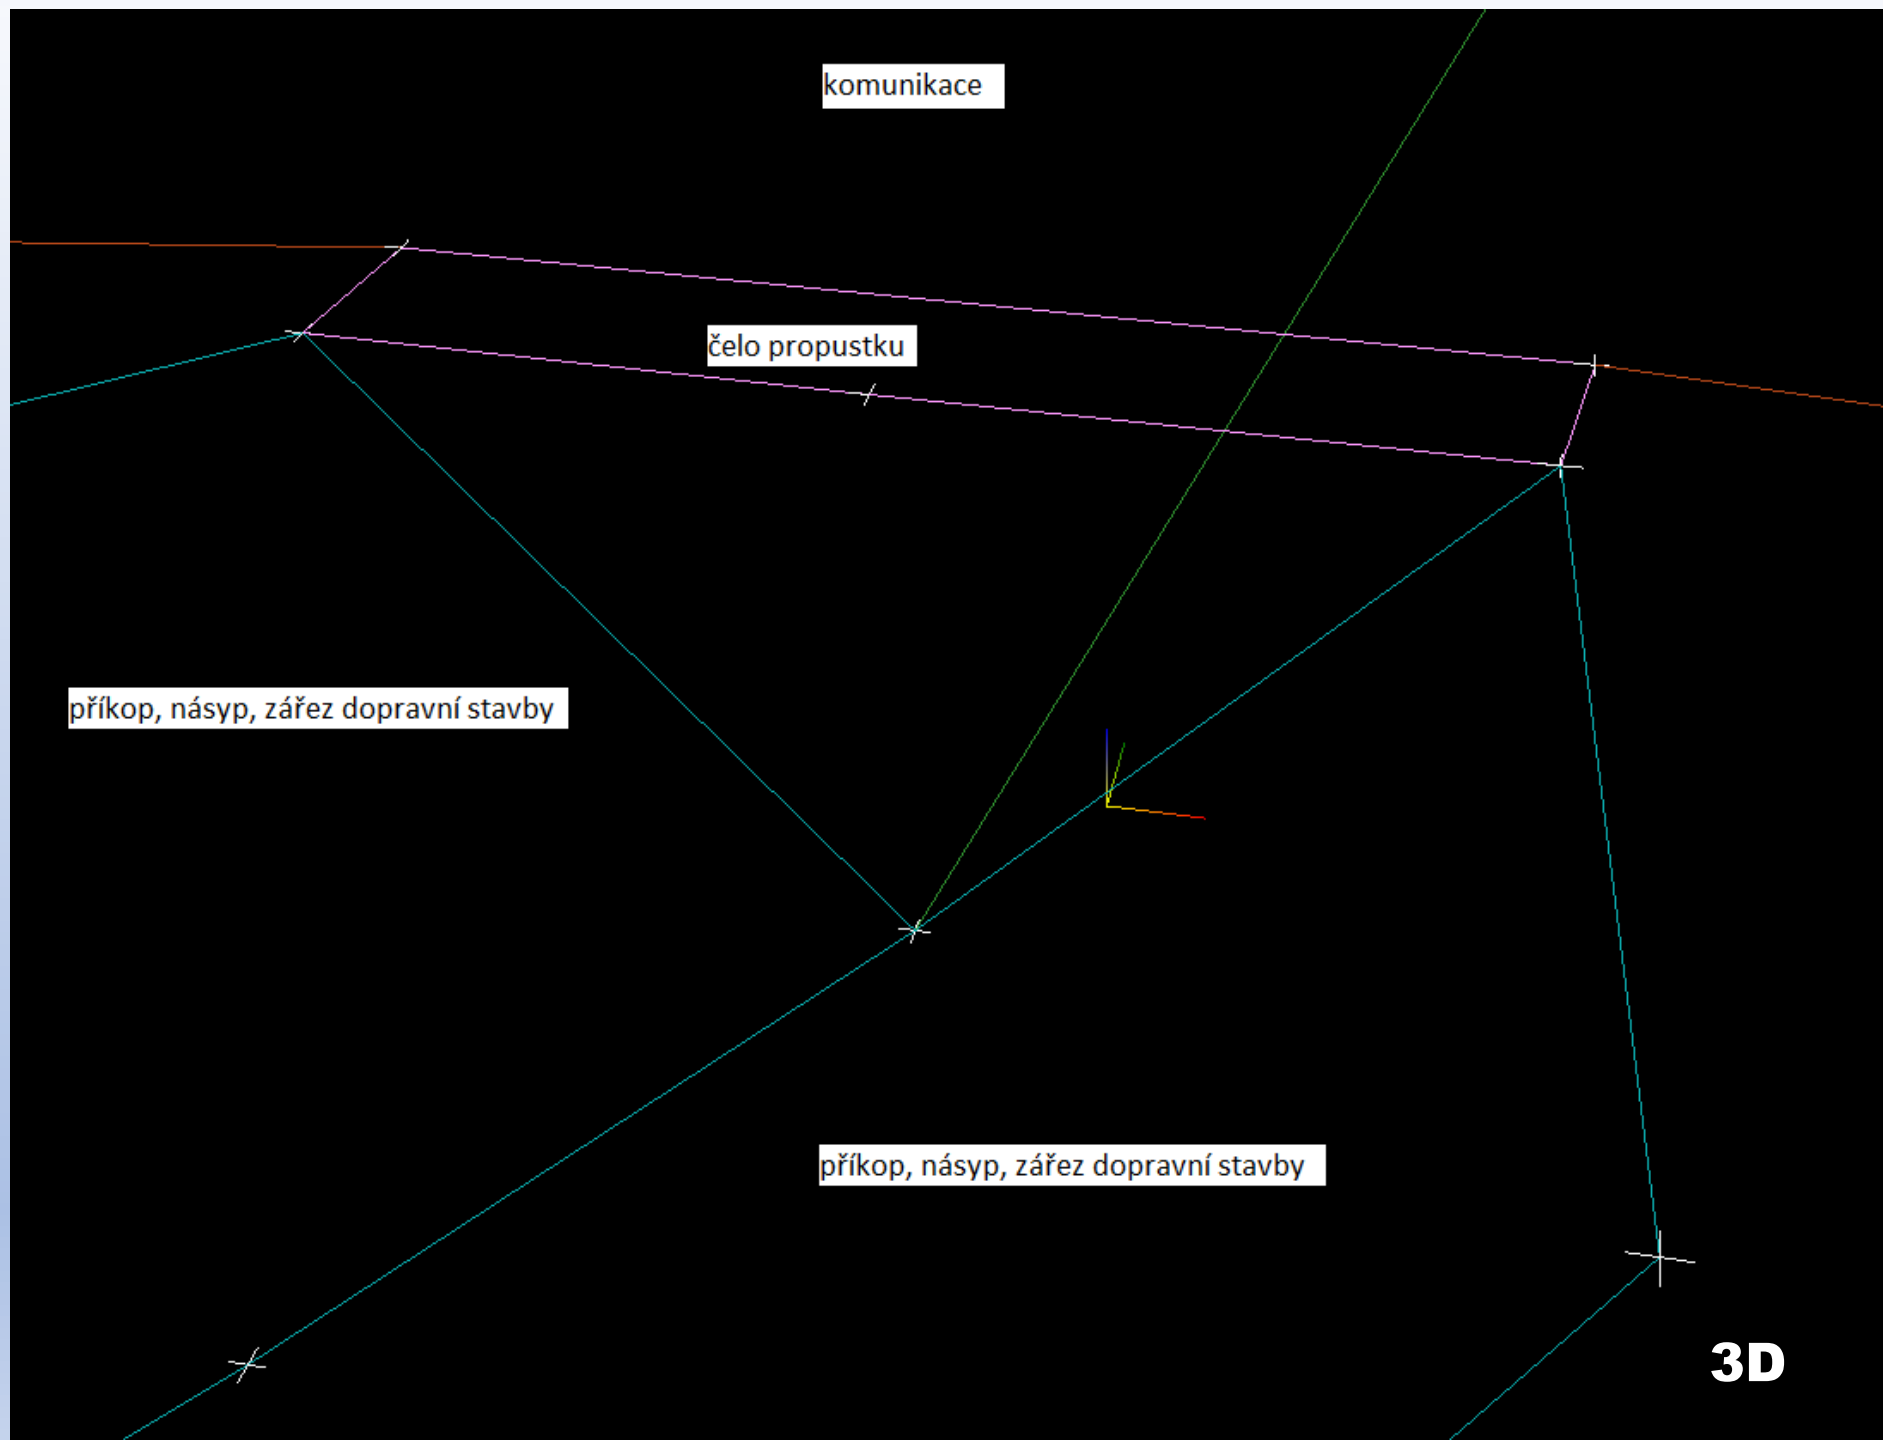 komunikace
čelo propustku
příkop, násyp, zářez dopravní stavby
příkop, násyp, zářez dopravní stavby
3D